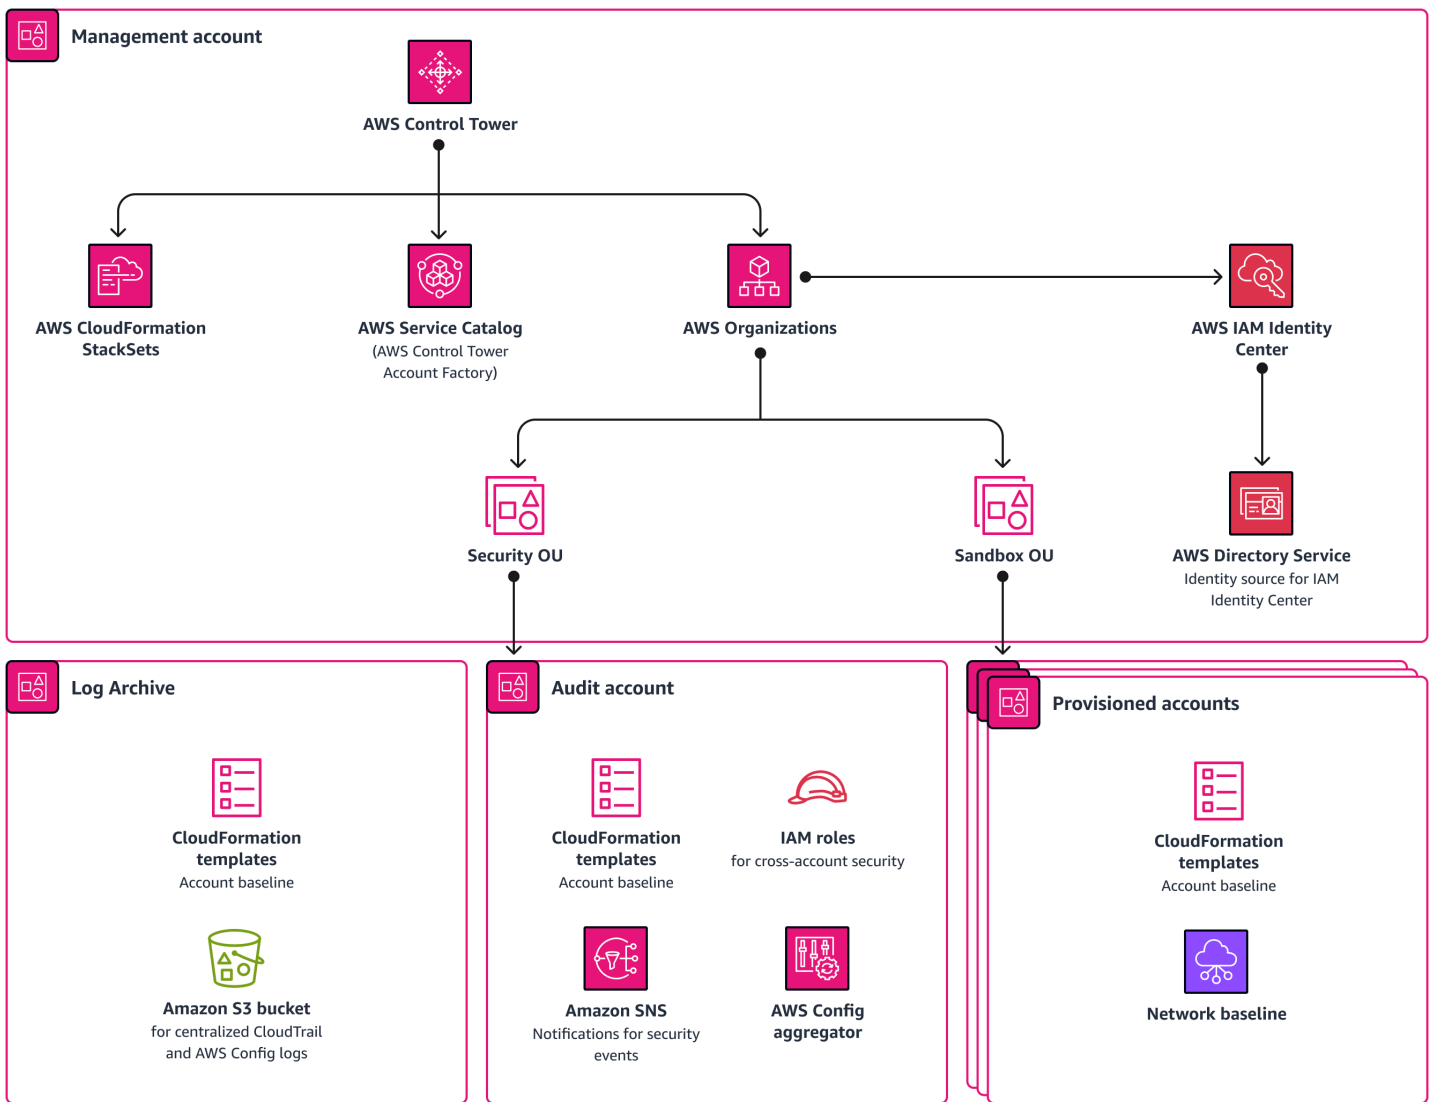 Management account
AWS Control Tower
AWS CloudFormation
StackSets
AWS Service Catalog
(AWS Control Tower
Account Factory)
AWS Organizations
AWS IAM Identity
Center
Security OU
Sandbox OU
AWS Directory Service
Identity source for IAM
Identity Center
Log Archive
CloudFormation
templates
Account baseline
Amazon S3 bucket
for centralized CloudTrail
and AWS Config logs
Audit account
CloudFormation
templates
Account baseline
IAM roles
for cross-account security
Amazon SNS
Notifications for security
events
AWS Config
aggregator
Provisioned accounts
CloudFormation
templates
Account baseline
Network baseline